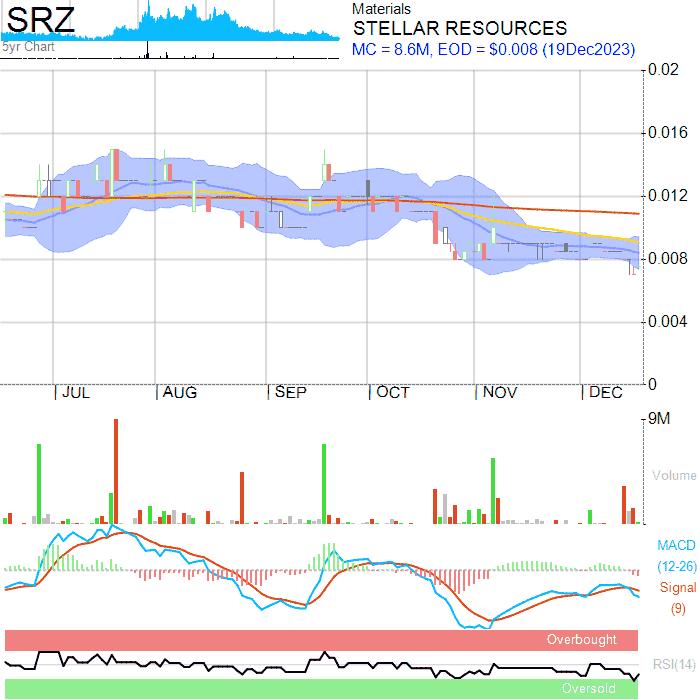 SRZ
5yr Chart
Materials
STELLAR RESOURCES
MC = 8.6M, EOD = $0.008 (19Dec2023)
0.02
0.016
0.012
0.008
0.004
0
JUL AUG SEP OCT NOV DEC
9M
Volume
MACD
(12-26)
Signal
(9)
Overbought
RSI(14)
Oversold